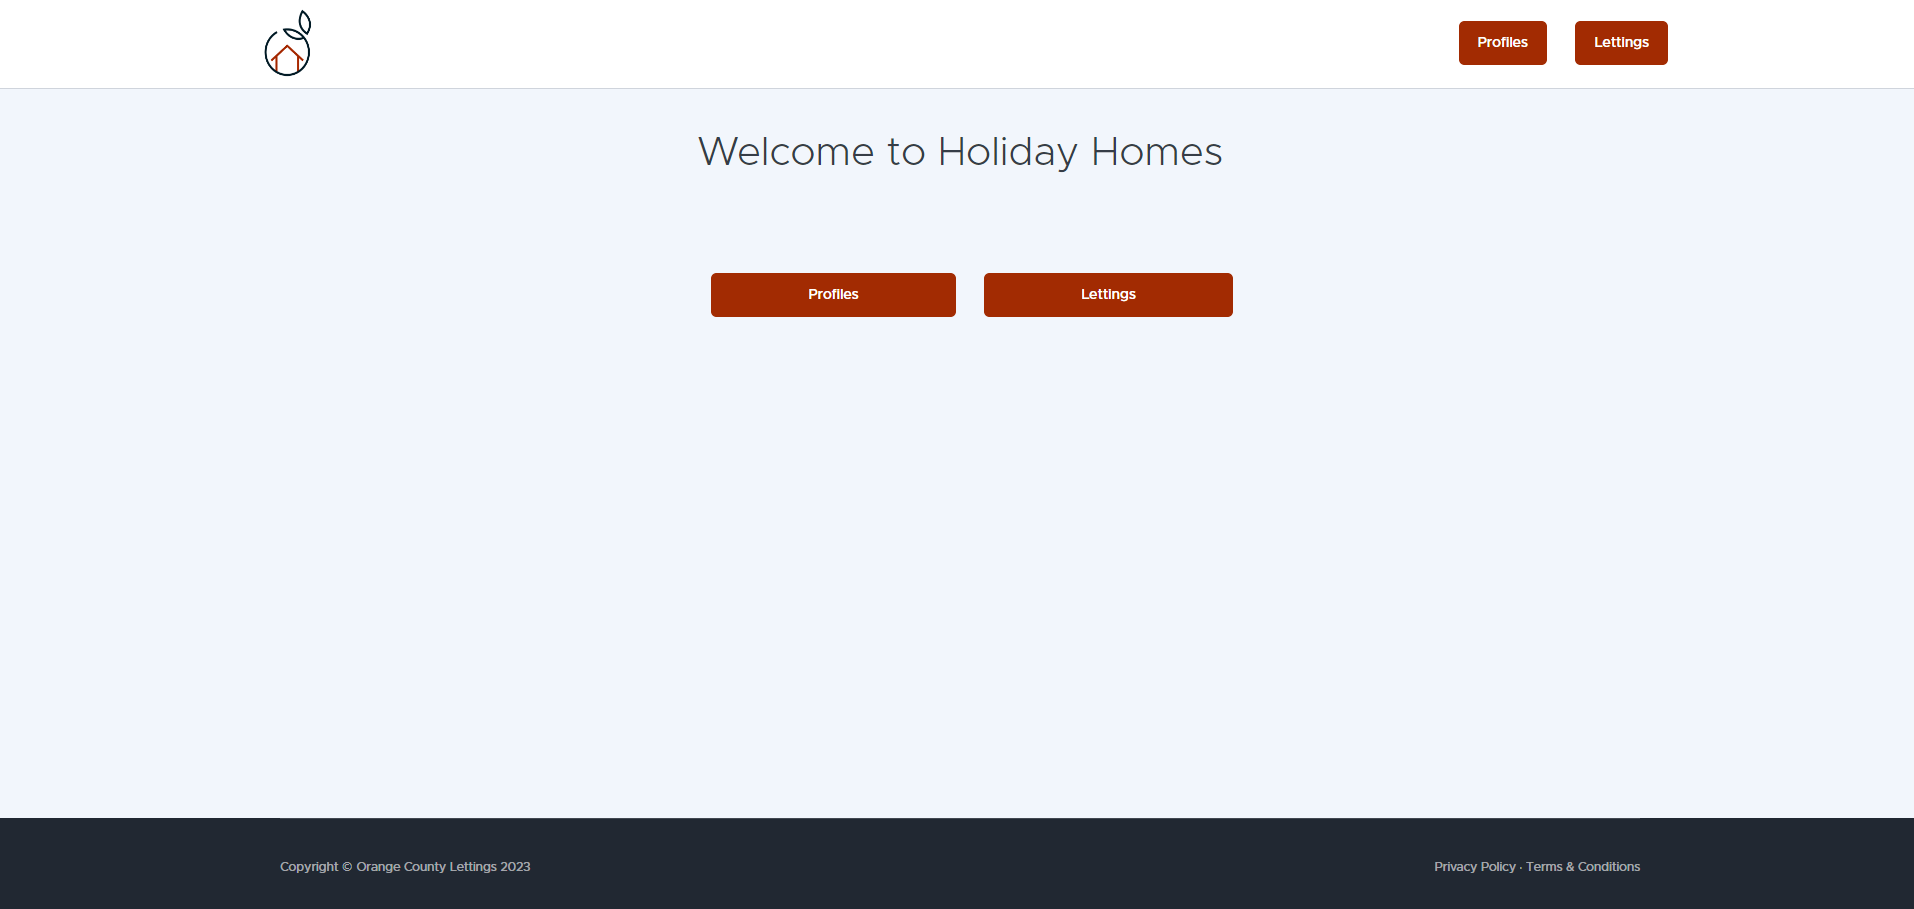 Profiles Lettings
Welcome to Holiday Homes
Profiles Lettings
Copyright © Orange County Lettings 2023
Privacy Policy · Terms & Conditions